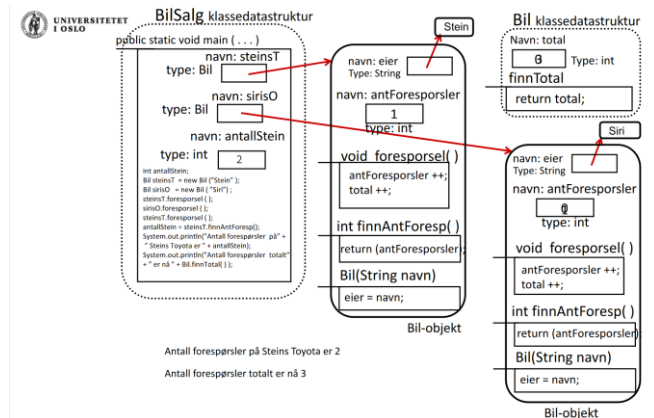 UNIVERSITETET
I OSLO
BilSalg klassedatastruktur
public static void main ( . . . )
navn: steinsT
type: Bil
navn: sirisO
type: Bil
navn: antallStein
type: int
2
int antallStein;
Bil steinsT = new Bil ("Stein" );
Bil sirisO = new Bil ( "Siri") ;
steinsT.foresporsel ( );
sirisO.foresporsel ( );
steinsT.foresporsel ( );
antallStein = steinsT.finnAntForesp();
System.out.println("Antall forespørsler på" +
" Steins Toyota er " + antallStein);
System.out.println("Antall forespørsler totalt"
+ " er nå " + Bil.finnTotal( ) );
Stein
navn: eier
Type: String
navn: antForesporsler
1
type: int
void foresporsel( )
antForesporsler ++;
total ++;
int finnAntForesp( )
return (antForesporsler);
Bil(String navn)
eier = navn;
Bil-objekt
Bil klassedatastruktur
Navn: total
Type: int
finnTotal
return total;
Siri
navn: eier
Type: String
navn: antForesporsler
type: int
void foresporsel( )
antForesporsler ++;
total ++;
int finnAntForesp( )
return (antForesporsler)
Bil(String navn)
eier = navn;
Bil-objekt
Antall forespørsler på Steins Toyota er 2
Antall forespørsler totalt er nå 3